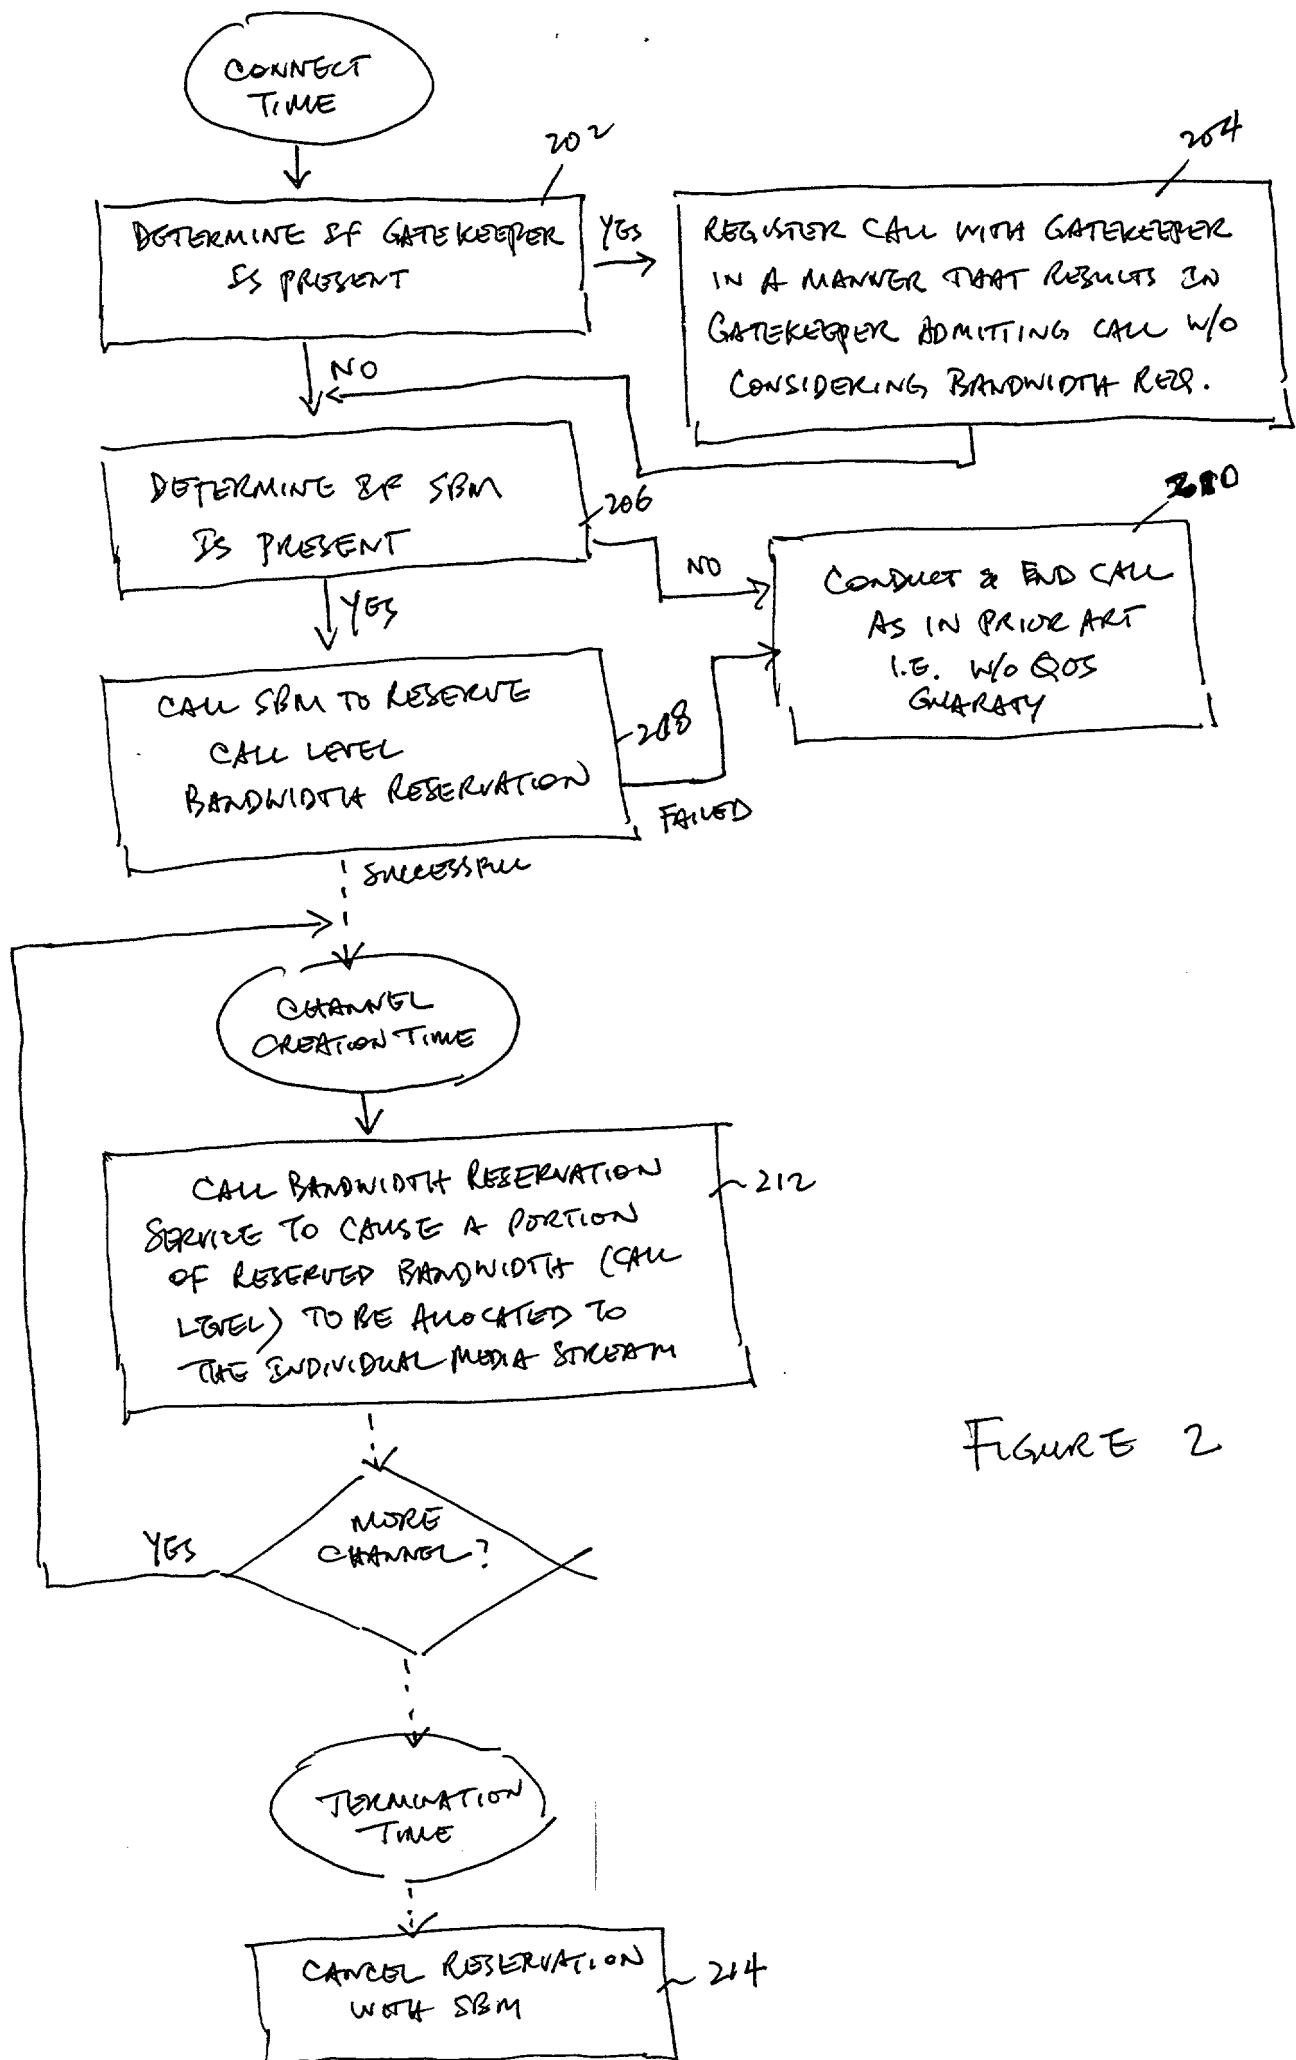 CONNECT
TIME
202
DETERMINE IF GATEKEEPER
IS PRESENT
YES
204
REGISTER CALL WITH GATEKEEPER
IN A MANNER THAT RESULTS IN
GATEKEEPER ADMITTING CALL W/O
CONSIDERING BANDWIDTH REQ.
NO
DETERMINE IF SBM
IS PRESENT
206
NO
210
CONDUCT & END CALL
AS IN PRIOR ART
I.E. W/O QOS
GUARATY
YES
CALL SBM TO RESERVE
CALL LEVEL
BANDWIDTH RESERVATION
208
FAILED
SUCCESSFUL
CHANNEL
CREATION TIME
CALL BANDWIDTH RESERVATION
SERVICE TO CAUSE A PORTION
OF RESERVED BANDWIDTH (CALL
LEVEL) TO BE ALLOCATED TO
THE INDIVIDUAL MEDIA STREAM
212
FIGURE 2
MORE
CHANNEL?
YES
TERMINATION
TIME
CANCEL RESERVATION
WITH SBM
214